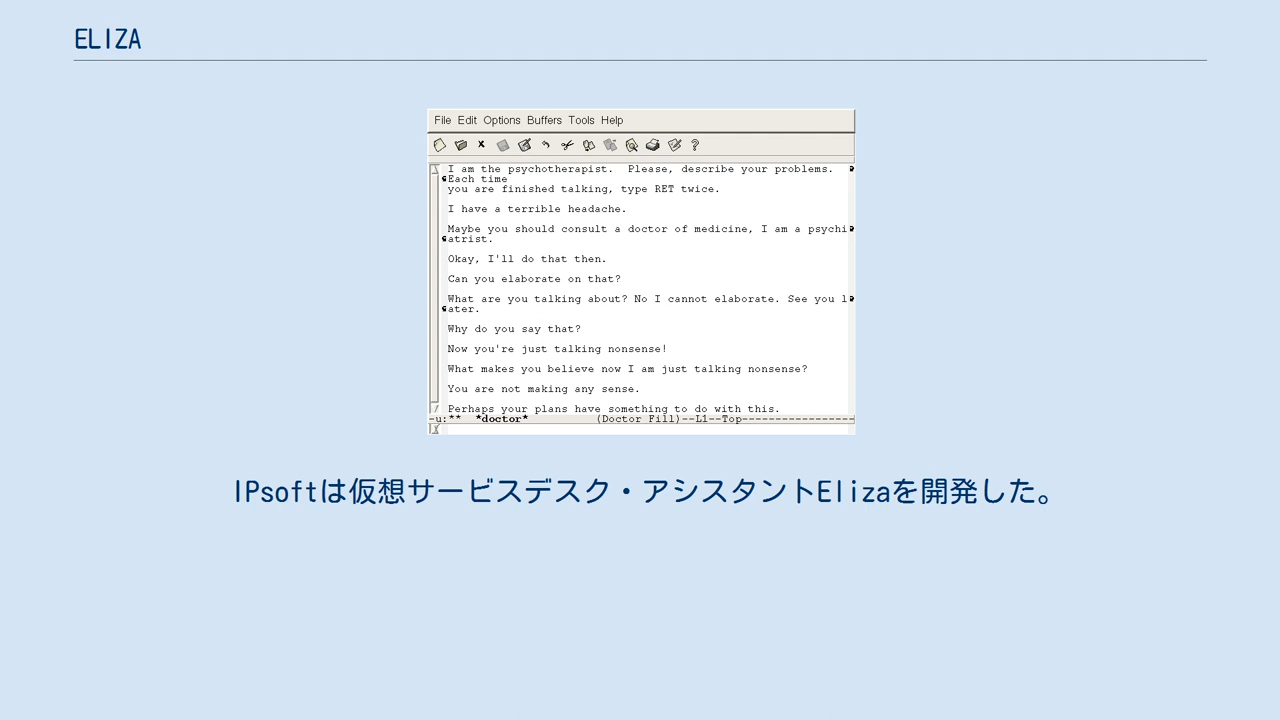 ELIZA
File Edit Options Buffers Tools Help
I am the psychotherapist.  Please, describe your problems.
Each time
you are finished talking, type RET twice.
I have a terrible headache.
Maybe you should consult a doctor of medicine, I am a psychi
atrist.
Okay, I'll do that then.
Can you elaborate on that?
What are you talking about? No I cannot elaborate. See you l
ater.
Why do you say that?
Now you're just talking nonsense!
What makes you believe now I am just talking nonsense?
You are not making any sense.
Perhaps your plans have something to do with this.
-u:**  *doctor*          (Doctor Fill)--L1--Top-----------------
IPsoftは仮想サービスデスク・アシスタントElizaを開発した。